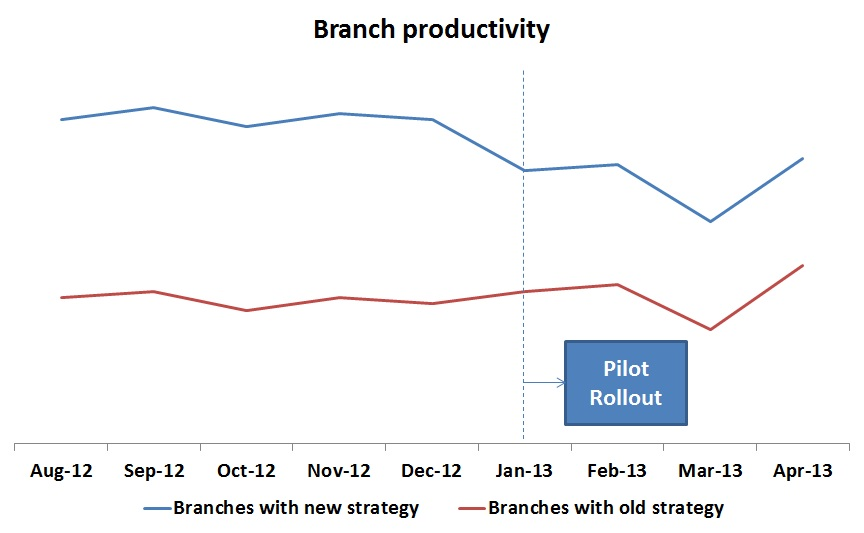 Branch productivity
Pilot
Rollout
Aug-12 Sep-12 Oct-12 Nov-12 Dec-12 Jan-13 Feb-13 Mar-13 Apr-13
Branches with new strategy Branches with old strategy